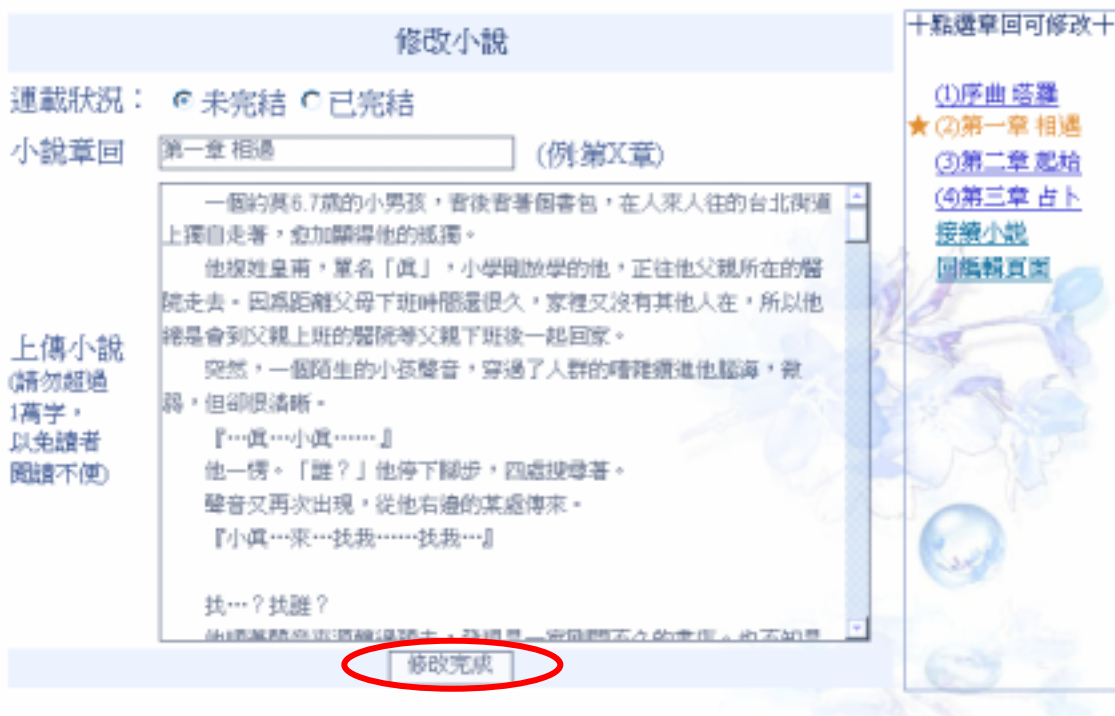 修改小說
連載狀況： 未完結 已完結
小說章回 第一章 相遇 (例:第X章)
上傳小說
(請勿超過
1萬字，
以免讀者
閱讀不便)
一個約莫6.7歲的小男孩，背後背著個書包，在人來人往的台北街道
上獨自走著，愈加顯得他的孤獨。
他複姓皇甫，單名「真」，小學剛放學的他，正往他父親所在的醫
院走去。因為距離父母下班時間還很久，家裡又沒有其他人在，所以他
總是會到父親上班的醫院等父親下班後一起回家。
突然，一個陌生的小孩聲音，穿過了人群的嘈雜鑽進他腦海，微
弱，但卻很清晰。
『…真…小真……』
他一愣。「誰？」他停下腳步，四處搜尋著。
聲音又再次出現，從他右邊的某處傳來。
『小真…來…找我……找我…』
找…？找誰？
修改完成
十點選章回可修改十
(1)序曲 塔羅
★(2)第一章 相遇
(3)第二章 起始
(4)第三章 占卜
接續小說
回編輯頁面